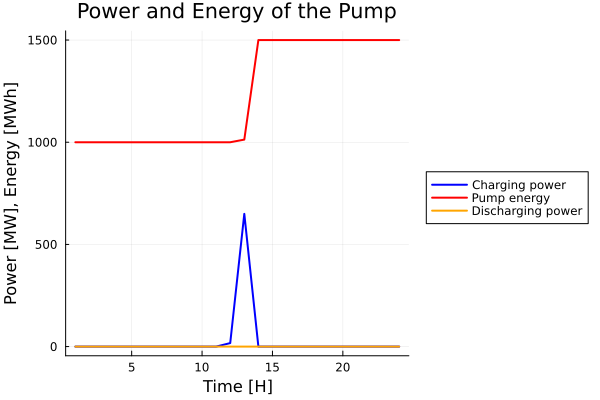 Power and Energy of the Pump
Power [MW], Energy [MWh]
1500
1000
500
0
5
10
15
20
Time [H]
Charging power
Pump energy
Discharging power